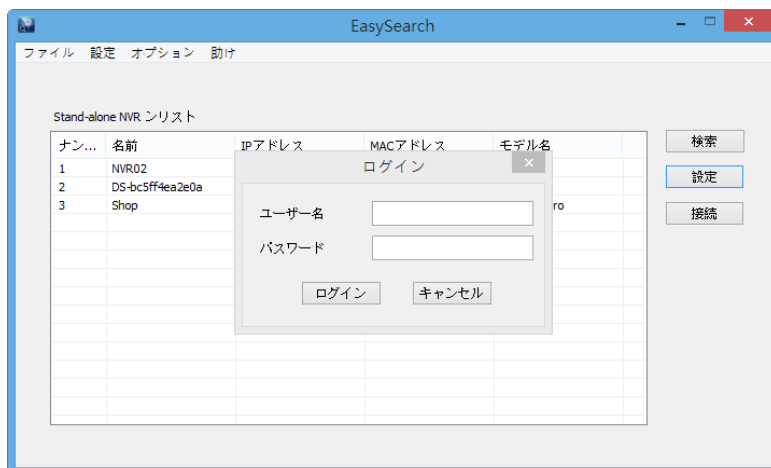 EasySearch
ファイル 設定 オプション 助け
Stand-alone NVR ンリスト
ナン... 名前 IPアドレス MACアドレス モデル名
1 NVR02
2 DS-bc5ff4ea2e0a
3 Shop ro
検索
設定
接続
ログイン
ユーザー名
パスワード
ログイン キャンセル